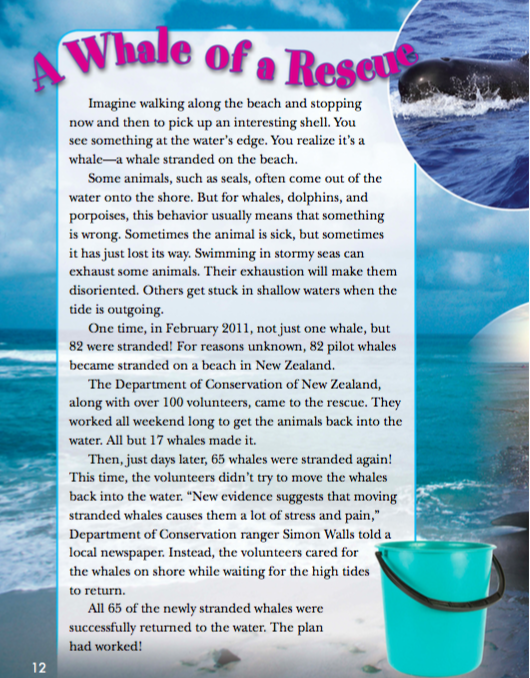 A Whale of a Rescue
Imagine walking along the beach and stopping
now and then to pick up an interesting shell. You
see something at the water's edge. You realize it's a
whale—a whale stranded on the beach.
Some animals, such as seals, often come out of the
water onto the shore. But for whales, dolphins, and
porpoises, this behavior usually means that something
is wrong. Sometimes the animal is sick, but sometimes
it has just lost its way. Swimming in stormy seas can
exhaust some animals. Their exhaustion will make them
disoriented. Others get stuck in shallow waters when the
tide is outgoing.
One time, in February 2011, not just one whale, but
82 were stranded! For reasons unknown, 82 pilot whales
became stranded on a beach in New Zealand.
The Department of Conservation of New Zealand,
along with over 100 volunteers, came to the rescue. They
worked all weekend long to get the animals back into the
water. All but 17 whales made it.
Then, just days later, 65 whales were stranded again!
This time, the volunteers didn't try to move the whales
back into the water. "New evidence suggests that moving
stranded whales causes them a lot of stress and pain,"
Department of Conservation ranger Simon Walls told a
local newspaper. Instead, the volunteers cared for
the whales on shore while waiting for the high tides
to return.
All 65 of the newly stranded whales were
successfully returned to the water. The plan
had worked!
12